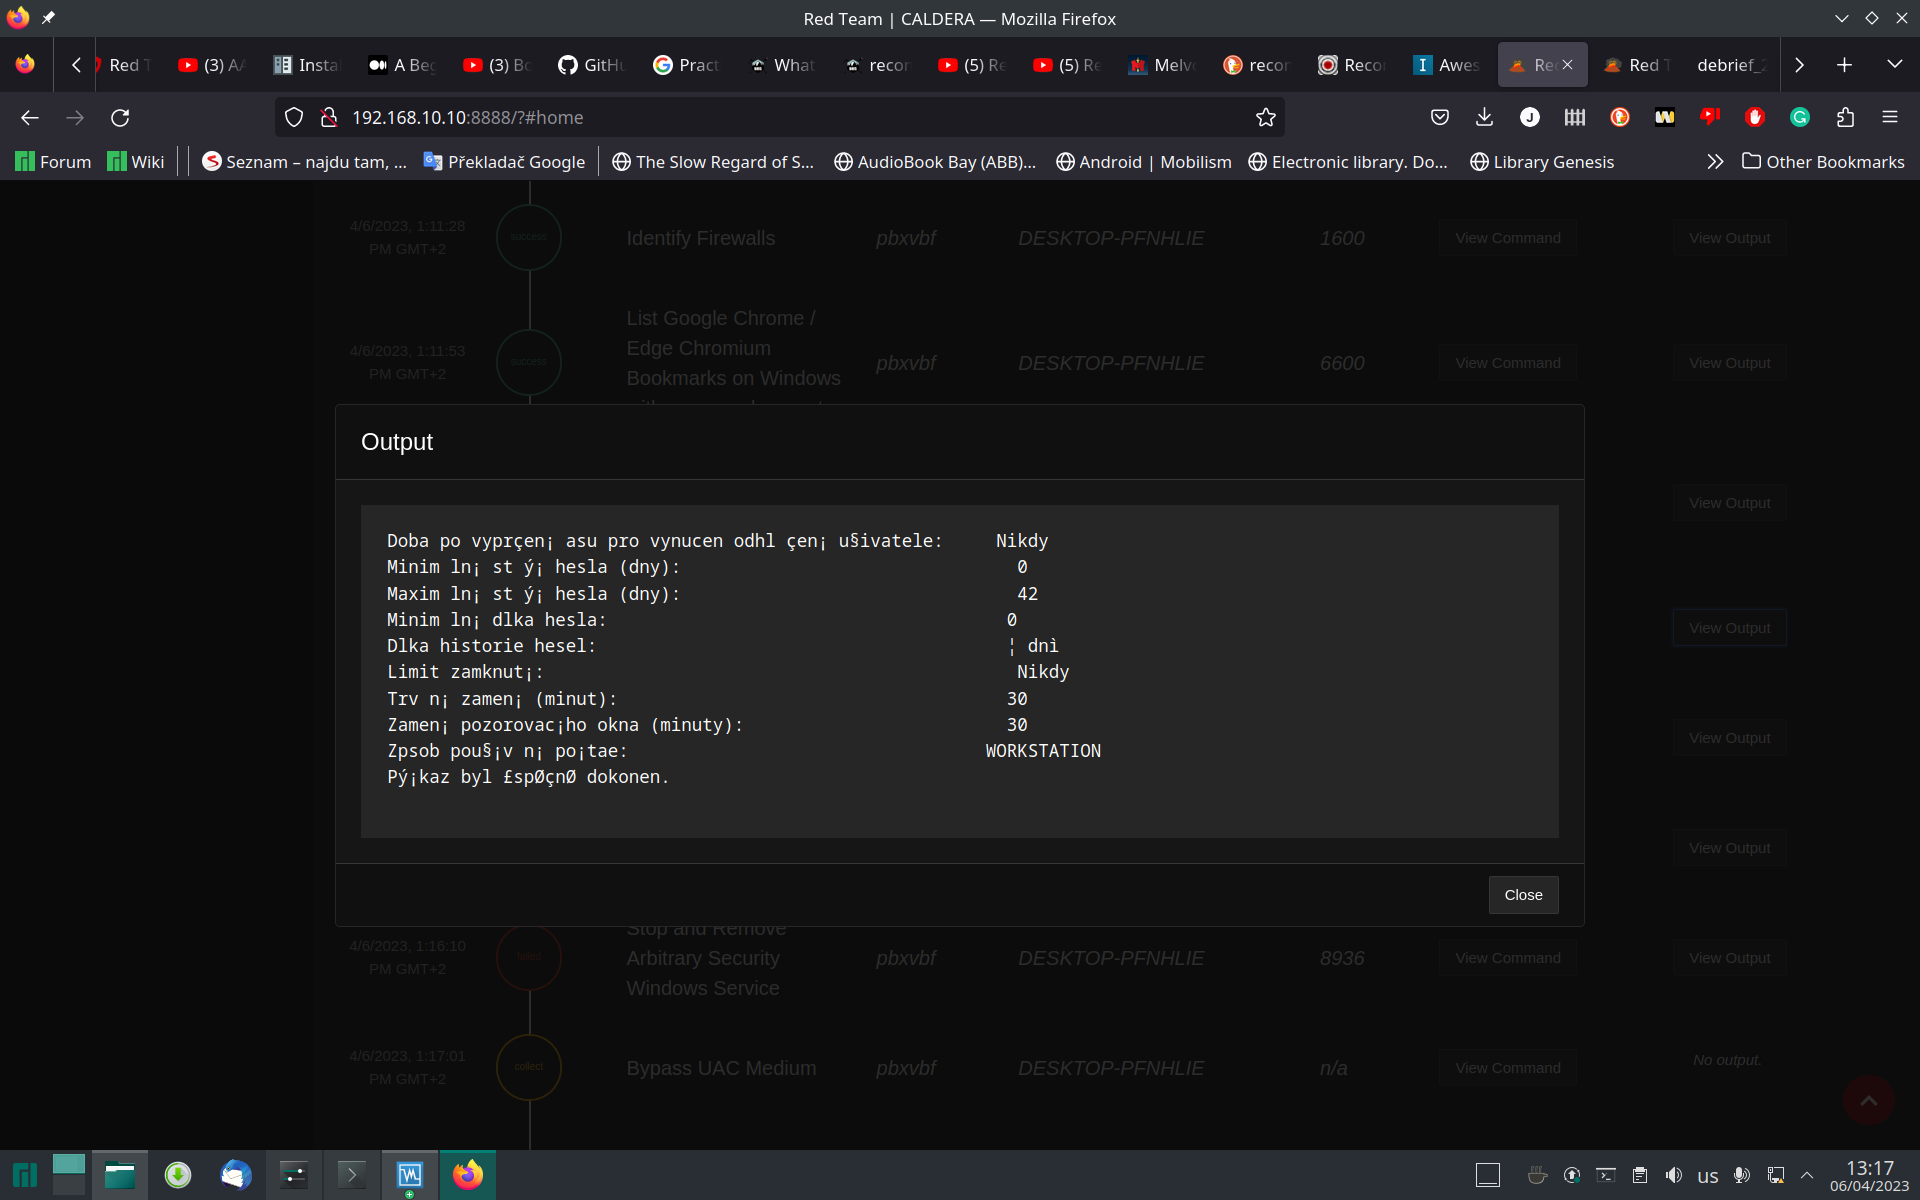 Red Team | CALDERA — Mozilla Firefox
Red T
(3) AA
Insta
A Beg
(3) Bo
GitHu
Pract
What
recon
(5) Re
(5) Re
Melvo
recon
Reco
Awes
Re
Red T
debrief_2
192.168.10.10:8888/?#home
Forum
Wiki
Seznam – najdu tam, ...
Překladač Google
The Slow Regard of S...
AudioBook Bay (ABB)...
Android | Mobilism
Electronic library. Do...
Library Genesis
Other Bookmarks
4/6/2023, 1:11:28
PM GMT+2
success
Identify Firewalls
pbxvbf
DESKTOP-PFNHLIE
1600
View Command
View Output
4/6/2023, 1:11:53
PM GMT+2
success
List Google Chrome /
Edge Chromium
Bookmarks on Windows
pbxvbf
DESKTOP-PFNHLIE
6600
View Command
View Output
Output
Doba po vyprçen¡ asu pro vynucen odhl çen¡ u§ivatele: Nikdy
Minim ln¡ st ý¡ hesla (dny): 0
Maxim ln¡ st ý¡ hesla (dny): 42
Minim ln¡ dlka hesla: 0
Dlka historie hesel: ¦ dnì
Limit zamknut¡: Nikdy
Trv n¡ zamen¡ (minut): 30
Zamen¡ pozorovac¡ho okna (minuty): 30
Zpsob pou§¡v n¡ po¡tae: WORKSTATION
Pý¡kaz byl £spØçnØ dokonen.
Close
View Output
View Output
View Output
View Output
4/6/2023, 1:16:10
PM GMT+2
failed
Stop and Remove
Arbitrary Security
Windows Service
pbxvbf
DESKTOP-PFNHLIE
8936
View Command
View Output
4/6/2023, 1:17:01
PM GMT+2
collect
Bypass UAC Medium
pbxvbf
DESKTOP-PFNHLIE
n/a
View Command
No output.
us
13:17
06/04/2023